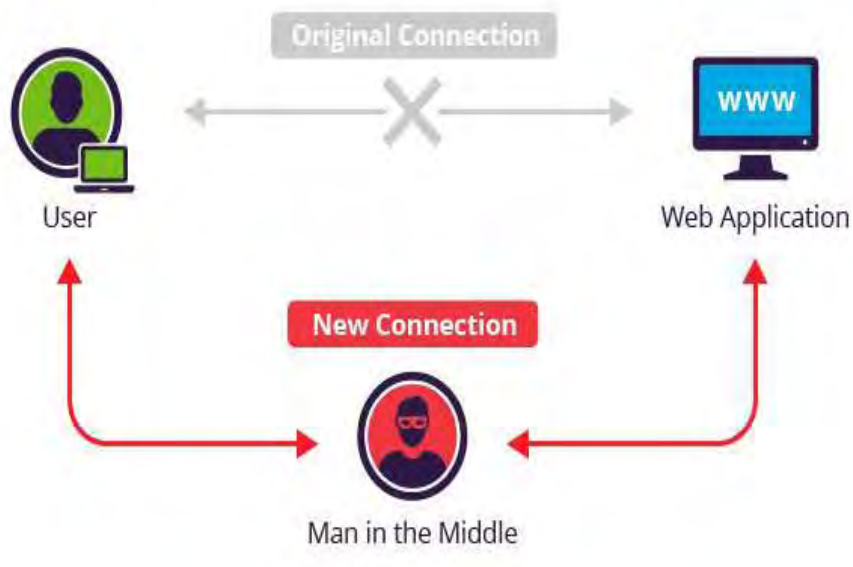 Original Connection
WWW
User
Web Application
New Connection
Man in the Middle